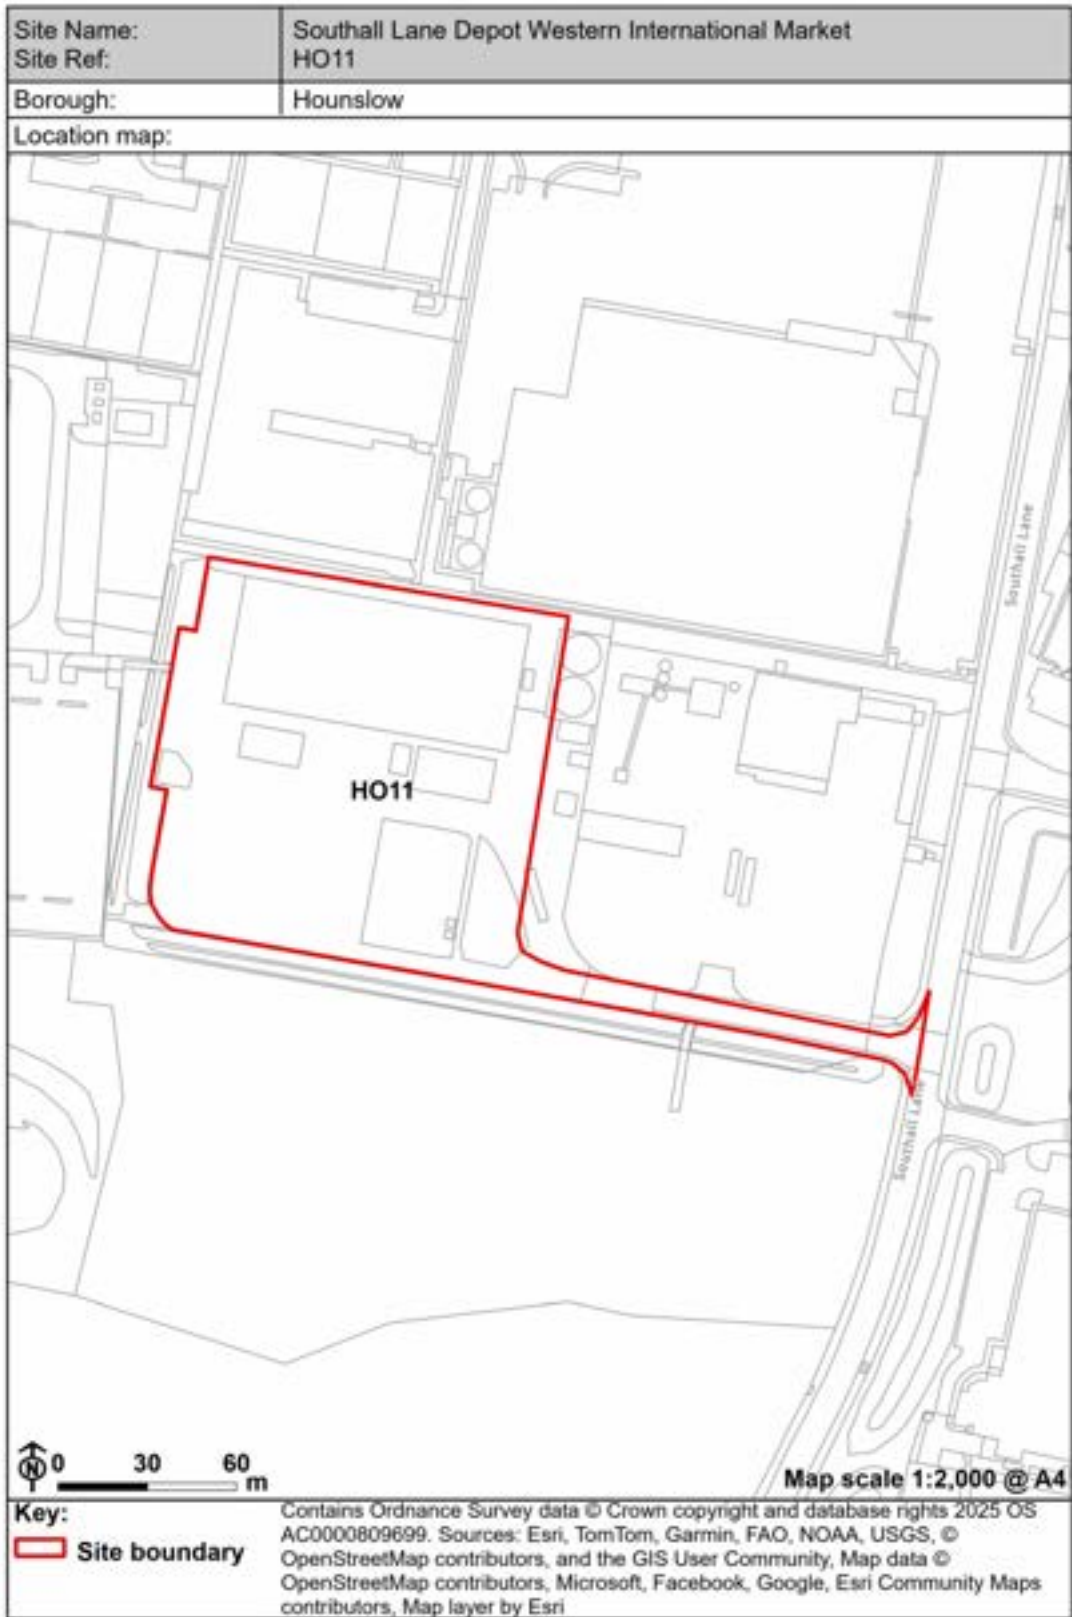 Site Name: Southall Lane Depot Western International Market
Site Ref: HO11
Borough: Hounslow
Location map:
Southall Lane
HO11
Southall Lane
N 0 30 60 m
Map scale 1:2,000 @ A4
Key:
Site boundary
Contains Ordnance Survey data © Crown copyright and database rights 2025 OS
AC0000809699. Sources: Esri, TomTom, Garmin, FAO, NOAA, USGS, ©
OpenStreetMap contributors, and the GIS User Community, Map data ©
OpenStreetMap contributors, Microsoft, Facebook, Google, Esri Community Maps
contributors, Map layer by Esri